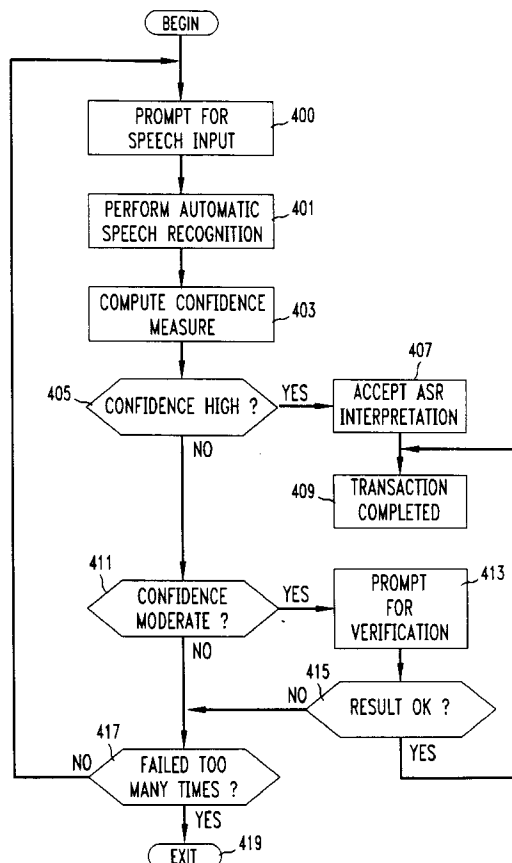 BEGIN
PROMPT FOR
SPEECH INPUT
400
PERFORM AUTOMATIC
SPEECH RECOGNITION
401
COMPUTE CONFIDENCE
MEASURE
403
405
CONFIDENCE HIGH ?
YES
NO
407
ACCEPT ASR
INTERPRETATION
409
TRANSACTION
COMPLETED
411
CONFIDENCE
MODERATE ?
YES
NO
413
PROMPT
FOR
VERIFICATION
415
RESULT OK ?
NO
YES
417
FAILED TOO
MANY TIMES ?
NO
YES
EXIT
419